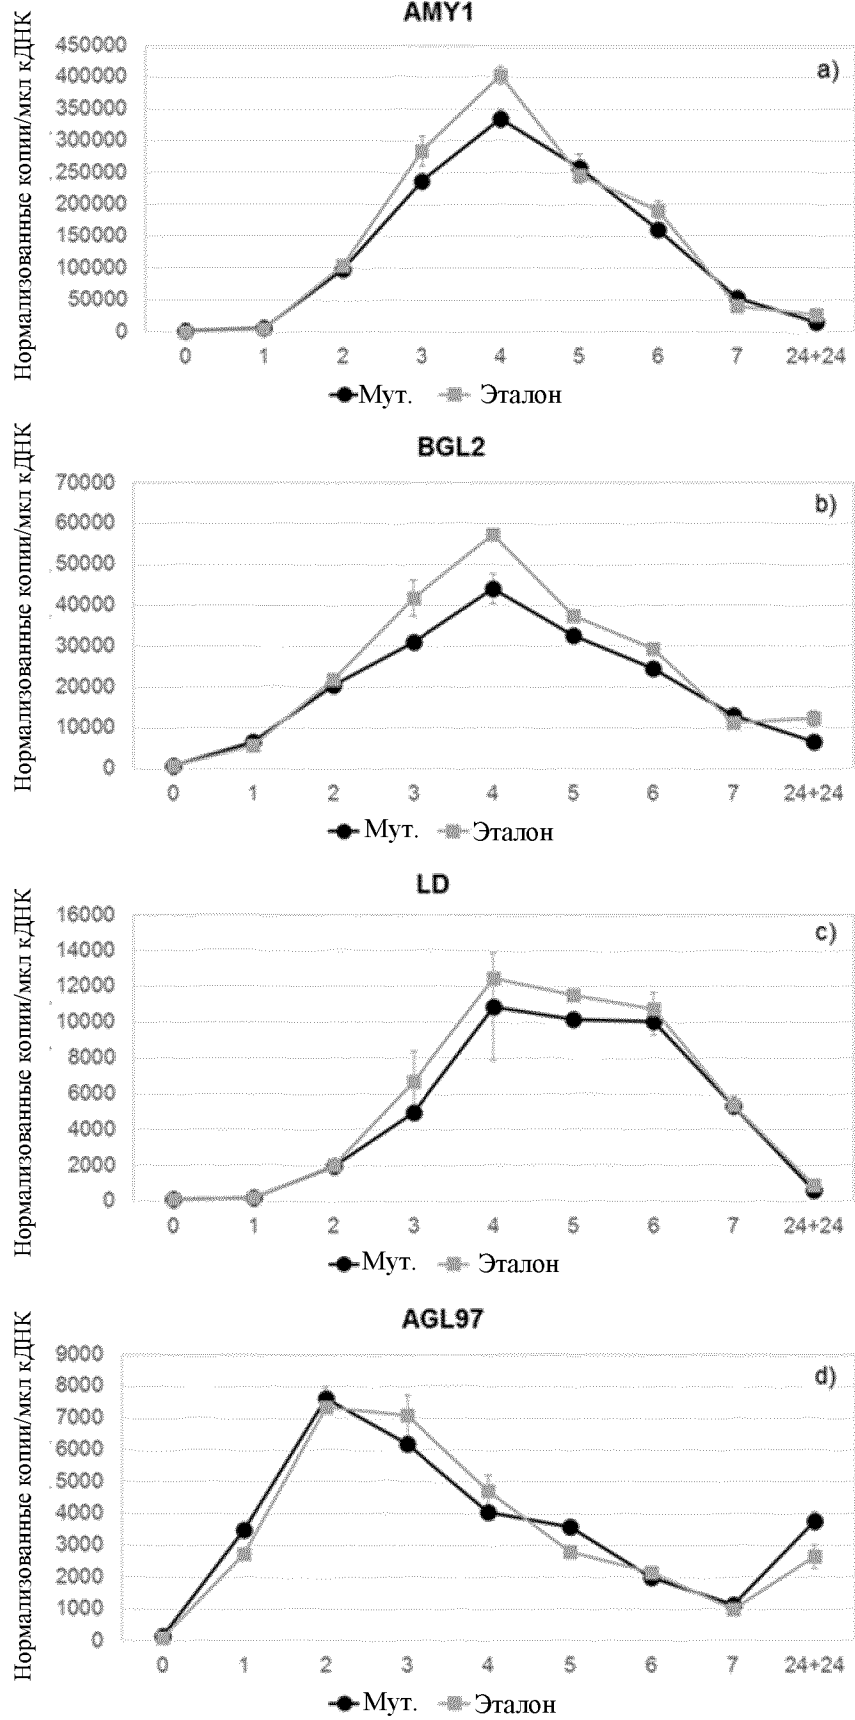 AMY1
Нормализованные копии/мкл кДНК
450000
400000
350000
300000
250000
200000
150000
100000
50000
0
a)
0 1 2 3 4 5 6 7 24+24
Мут. Эталон
BGL2
Нормализованные копии/мкл кДНК
70000
60000
50000
40000
30000
20000
10000
0
b)
0 1 2 3 4 5 6 7 24+24
Мут. Эталон
LD
Нормализованные копии/мкл кДНК
16000
14000
12000
10000
8000
6000
4000
2000
0
c)
0 1 2 3 4 5 6 7 24+24
Мут. Эталон
AGL97
Нормализованные копии/мкл кДНК
9000
8000
7000
6000
5000
4000
3000
2000
1000
0
d)
0 1 2 3 4 5 6 7 24+24
Мут. Эталон